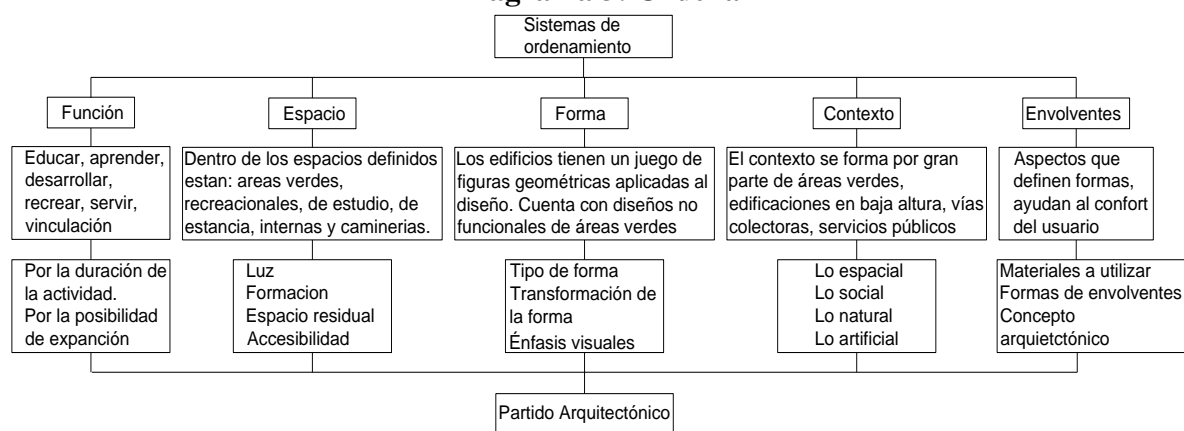 Sistemas de
ordenamiento
Función
Espacio
Forma
Contexto
Envolventes
Educar, aprender,
desarrollar,
recrear, servir,
vinculación
Dentro de los espacios definidos
estan: areas verdes,
recreacionales, de estudio, de
estancia, internas y caminerias.
Los edificios tienen un juego de
figuras geométricas aplicadas al
diseño. Cuenta con diseños no
funcionales de áreas verdes
El contexto se forma por gran
parte de áreas verdes,
edificaciones en baja altura, vías
colectoras, servicios públicos
Aspectos que
definen formas,
ayudan al confort
del usuario
Por la duración de
la actividad.
Por la posibilidad
de expanción
Luz
Formacion
Espacio residual
Accesibilidad
Tipo de forma
Transformación de
la forma
Énfasis visuales
Lo espacial
Lo social
Lo natural
Lo artificial
Materiales a utilizar
Formas de envolventes
Concepto
arquietctónico
Partido Arquitectónico